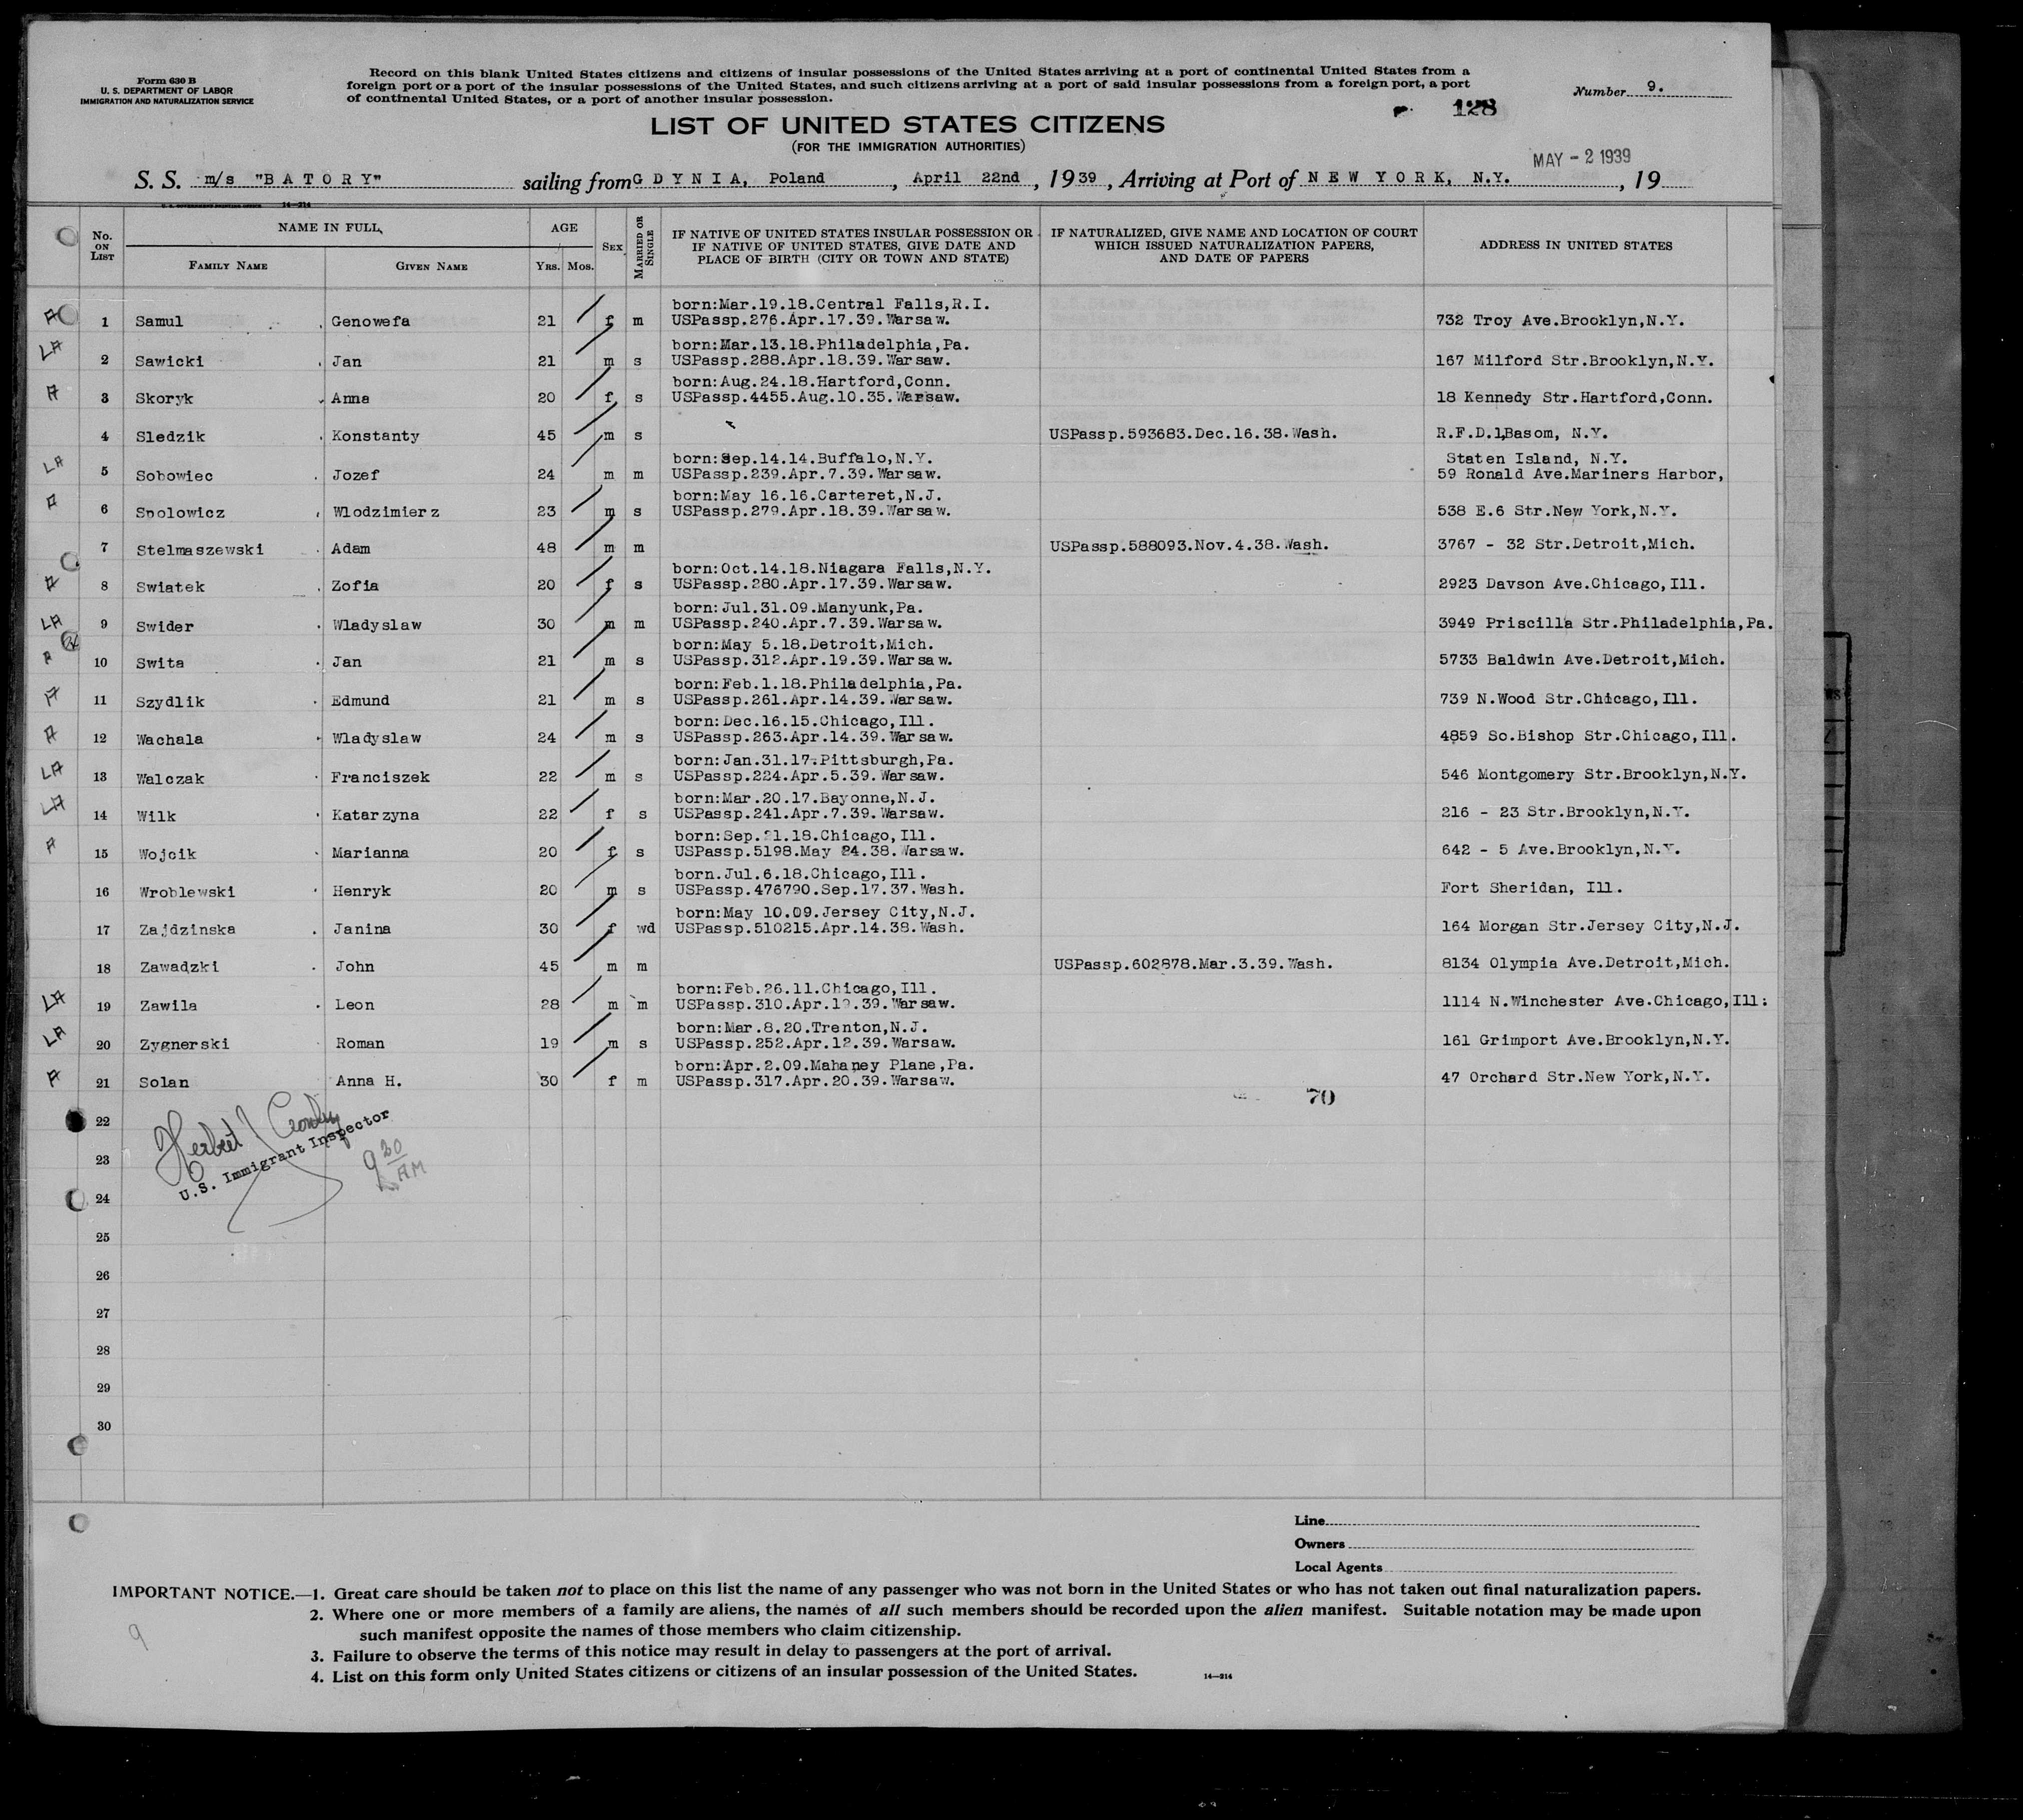 Form 630 B
U. S. DEPARTMENT OF LABOR
IMMIGRATION AND NATURALIZATION SERVICE
Record on this blank United States citizens and citizens of insular possessions of the United States arriving at a port of continental United States from a
foreign port or a port of the insular possessions of the United States, and such citizens arriving at a port of said insular possessions from a foreign port, a port
of continental United States, or a port of another insular possession.
Number 9.
128
LIST OF UNITED STATES CITIZENS
(FOR THE IMMIGRATION AUTHORITIES)
MAY - 2 1939
S. S. m/s "B A T O R Y" sailing from G D Y N I A, Poland, April 22nd, 1939, Arriving at Port of N E W Y O R K, N.Y., 19
U. S. GOVERNMENT PRINTING OFFICE 14—214
No. ON LIST NAME IN FULL AGE SEX MARRIED OR SINGLE IF NATIVE OF UNITED STATES INSULAR POSSESSION OR IF NATIVE OF UNITED STATES, GIVE DATE AND PLACE OF BIRTH (CITY OR TOWN AND STATE) IF NATURALIZED, GIVE NAME AND LOCATION OF COURT WHICH ISSUED NATURALIZATION PAPERS, AND DATE OF PAPERS ADDRESS IN UNITED STATES
FAMILY NAME GIVEN NAME YRS. MOS.
born:Mar.19.18.Central Falls,R.I.
A 1 Samul Genowefa 21 f m USPassp.276.Apr.17.39.Warsaw. 732 Troy Ave.Brooklyn,N.Y.
born:Mar.13.18.Philadelphia,Pa.
LA 2 Sawicki Jan 21 m s USPassp.288.Apr.18.39.Warsaw. 167 Milford Str.Brooklyn,N.Y.
born:Aug.24.18.Hartford,Conn.
A 3 Skoryk Anna 20 f s USPassp.4455.Aug.10.35.Warsaw. 18 Kennedy Str.Hartford,Conn.
4 Sledzik Konstanty 45 m s USPassp.593683.Dec.16.38.Wash. R.F.D.1,Basom, N.Y.
born:Sep.14.14.Buffalo,N.Y. Staten Island, N.Y.
LA 5 Sobowiec Jozef 24 m m USPassp.239.Apr.7.39.Warsaw. 59 Ronald Ave.Mariners Harbor,
born:May 16.16.Carteret,N.J.
A 6 Spolowicz Wlodzimierz 23 m s USPassp.279.Apr.18.39.Warsaw. 538 E.6 Str.New York,N.Y.
7 Stelmaszewski Adam 48 m m USPassp.588093.Nov.4.38.Wash. 3767 - 32 Str.Detroit,Mich.
born:Oct.14.18.Niagara Falls,N.Y.
A 8 Swiatek Zofia 20 f s USPassp.280.Apr.17.39.Warsaw. 2923 Davson Ave.Chicago,Ill.
born:Jul.31.09.Manyunk,Pa.
LA 9 Swider Wladyslaw 30 m m USPassp.240.Apr.7.39.Warsaw. 3949 Priscilla Str.Philadelphia,Pa.
born:May 5.18.Detroit,Mich.
A 10 Swita Jan 21 m s USPassp.312.Apr.19.39.Warsaw. 5733 Baldwin Ave.Detroit,Mich.
born:Feb.1.18.Philadelphia,Pa.
A 11 Szydlik Edmund 21 m s USPassp.261.Apr.14.39.Warsaw. 739 N.Wood Str.Chicago,Ill.
born:Dec.16.15.Chicago,Ill.
A 12 Wachala Wladyslaw 24 m s USPassp.263.Apr.14.39.Warsaw. 4859 So.Bishop Str.Chicago,Ill.
born:Jan.31.17.Pittsburgh,Pa.
LA 13 Walczak Franciszek 22 m s USPassp.224.Apr.5.39.Warsaw. 546 Montgomery Str.Brooklyn,N.Y.
born:Mar.20.17.Bayonne,N.J.
LA 14 Wilk Katarzyna 22 f s USPassp.241.Apr.7.39.Warsaw. 216 - 23 Str.Brooklyn,N.Y.
born:Sep.21.18.Chicago,Ill.
A 15 Wojcik Marianna 20 f s USPassp.5198.May 24.38.Warsaw. 642 - 5 Ave.Brooklyn,N.Y.
born.Jul.6.18.Chicago,Ill.
16 Wroblewski Henryk 20 m s USPassp.476790.Sep.17.37.Wash. Fort Sheridan, Ill.
born:May 10.09.Jersey City,N.J.
17 Zajdzinska Janina 30 f wd USPassp.510215.Apr.14.38.Wash. 164 Morgan Str.Jersey City,N.J.
18 Zawadzki John 45 m m USPassp.602878.Mar.3.39.Wash. 8134 Olympia Ave.Detroit,Mich.
born:Feb.26.11.Chicago,Ill.
LA 19 Zawila Leon 28 m m USPassp.310.Apr.19.39.Warsaw. 1114 N.Winchester Ave.Chicago,Ill:
born:Mar.8.20.Trenton,N.J.
LA 20 Zygnerski Roman 19 m s USPassp.252.Apr.12.39.Warsaw. 161 Grimport Ave.Brooklyn,N.Y.
born:Apr.2.09.Mahaney Plane,Pa.
A 21 Solan Anna H. 30 f m USPassp.317.Apr.20.39.Warsaw. 47 Orchard Str.New York,N.Y.
70
22
Herbert
U.S. Immigrant Inspector
9 30 AM
23
24
25
26
27
28
29
30
Line
Owners
Local Agents
IMPORTANT NOTICE.—1. Great care should be taken not to place on this list the name of any passenger who was not born in the United States or who has not taken out final naturalization papers.
2. Where one or more members of a family are aliens, the names of all such members should be recorded upon the alien manifest. Suitable notation may be made upon
such manifest opposite the names of those members who claim citizenship.
3. Failure to observe the terms of this notice may result in delay to passengers at the port of arrival.
4. List on this form only United States citizens or citizens of an insular possession of the United States. 14—214
9